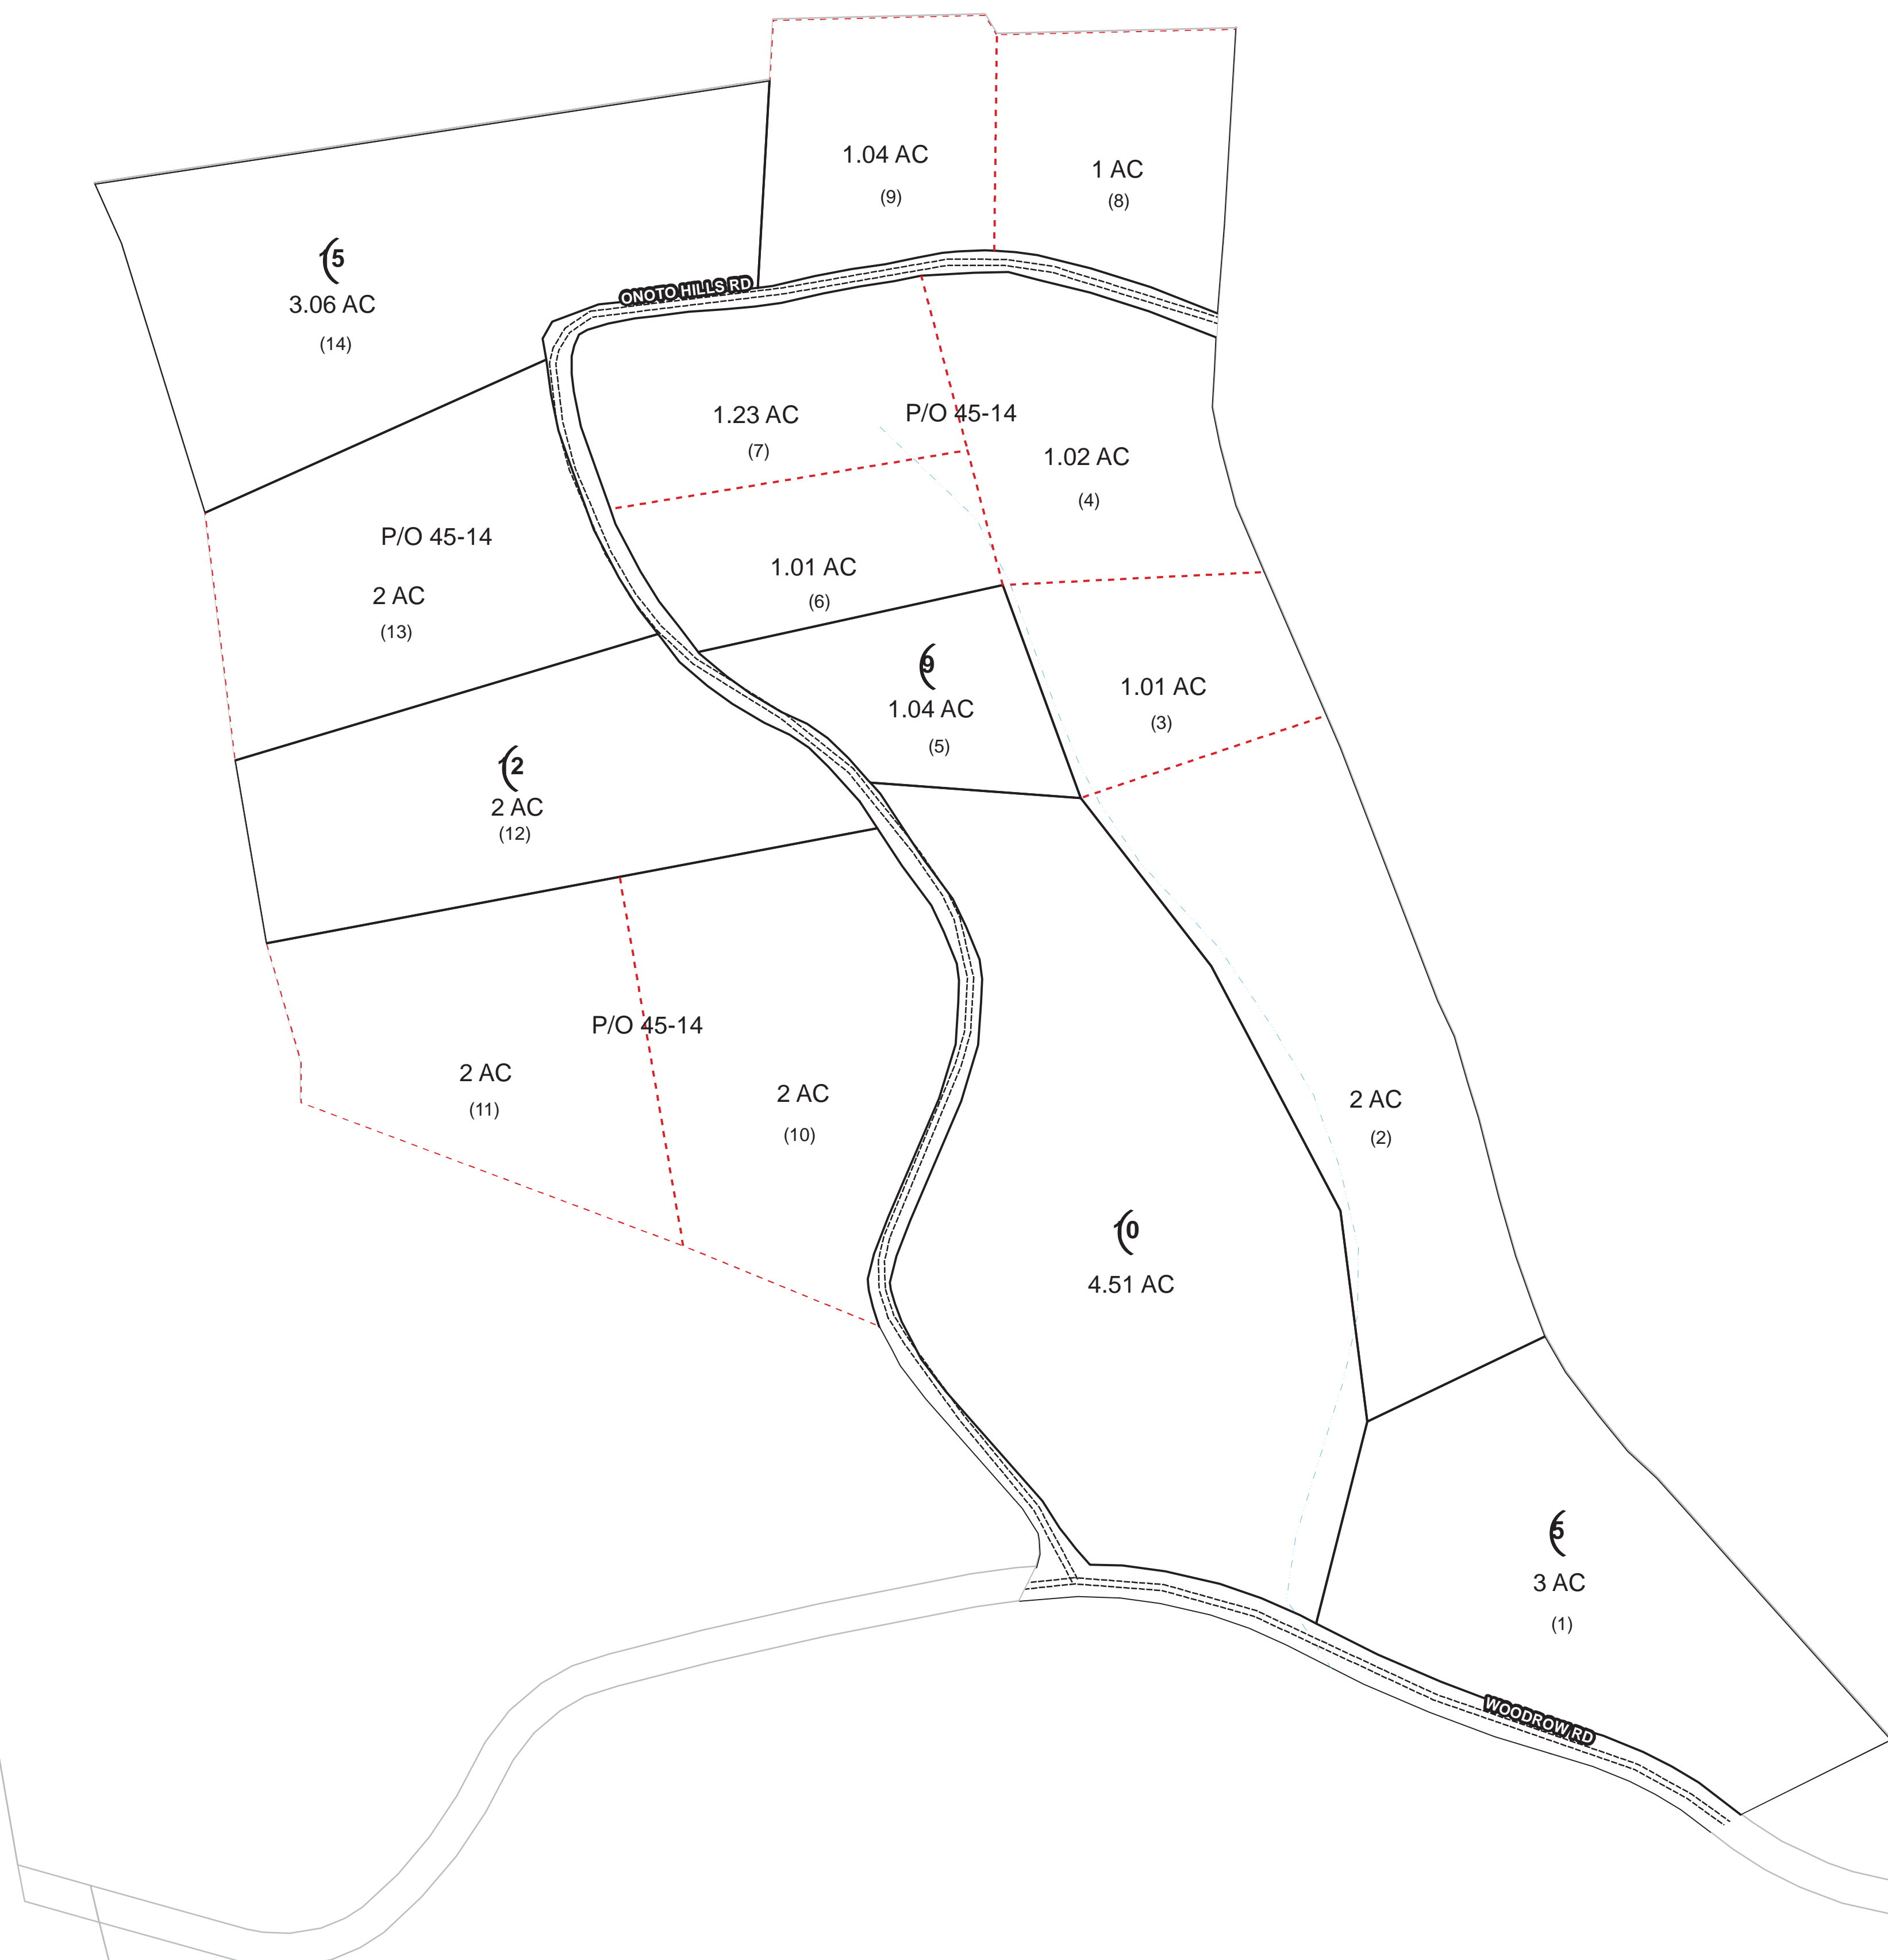 1.04 AC
(9)
1 AC
(8)
15
3.06 AC
(14)
ONOTO HILLS RD
1.23 AC
(7)
P/O 45-14
1.02 AC
(4)
P/O 45-14
2 AC
(13)
1.01 AC
(6)
9
1.04 AC
(5)
1.01 AC
(3)
12
2 AC
(12)
P/O 45-14
2 AC
(11)
2 AC
(10)
2 AC
(2)
10
4.51 AC
5
3 AC
(1)
WOODROW RD